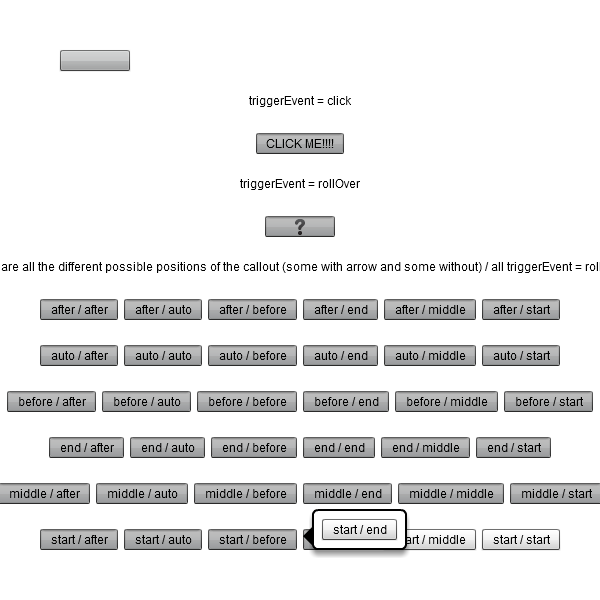 triggerEvent = click
CLICK ME!!!!
triggerEvent = rollOver
?
are all the different possible positions of the callout (some with arrow and some without) / all triggerEvent = roll
after / after after / auto after / before after / end after / middle after / start
auto / after auto / auto auto / before auto / end auto / middle auto / start
before / after before / auto before / before before / end before / middle before / start
end / after end / auto end / before end / end end / middle end / start
middle / after middle / auto middle / before middle / end middle / middle middle / start
start / after start / auto start / before start / end art / middle start / start